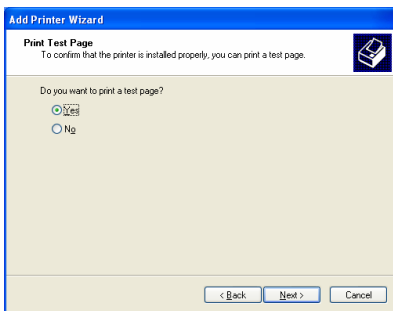 Add Printer Wizard
Print Test Page
To confirm that the printer is installed properly, you can print a test page.
Do you want to print a test page?
Yes
No
< Back
Next >
Cancel